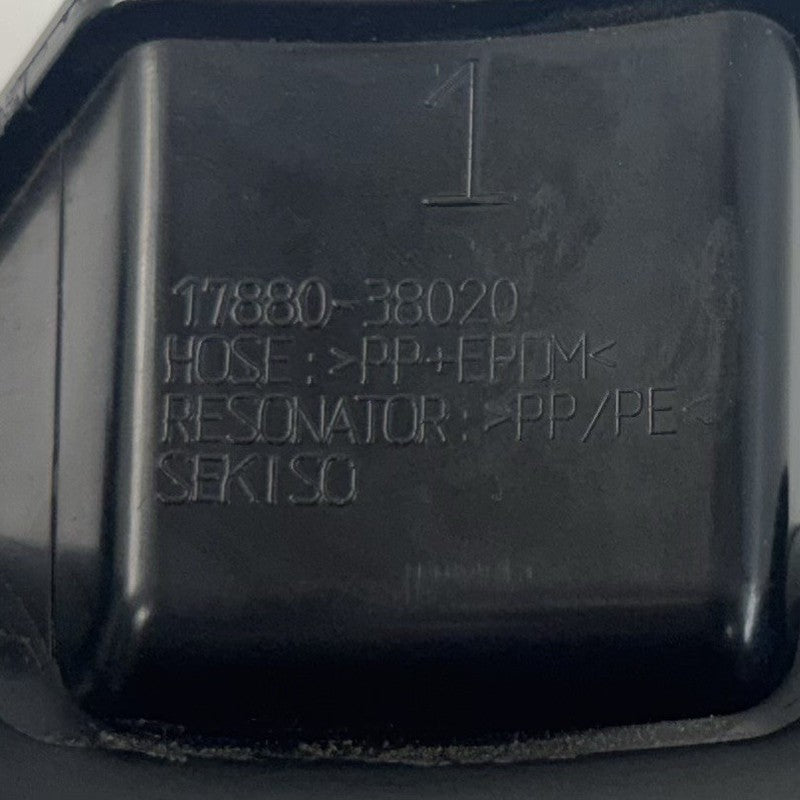 1
17880-38020
HOSE:>PP+EPDM<
RESONATOR:>PP/PE<
SEKISO